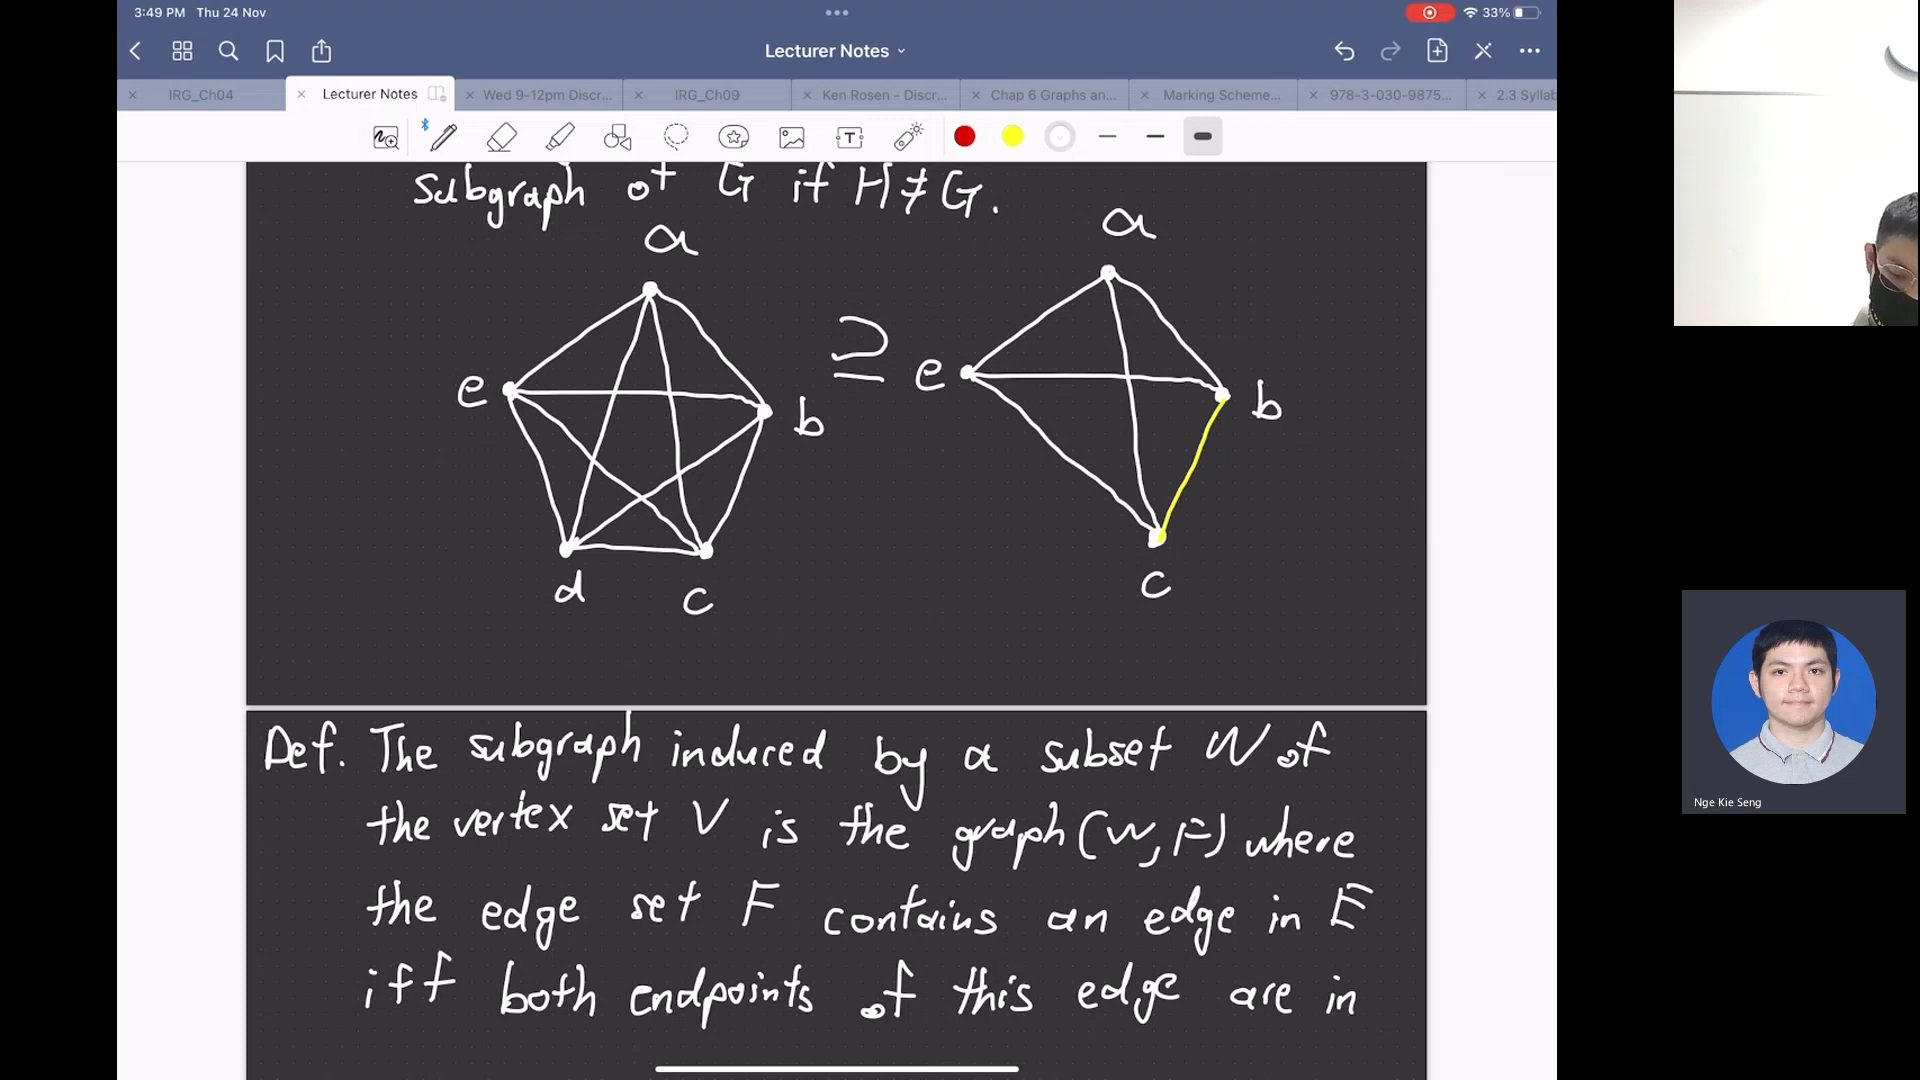 3:49 PM Thu 24 Nov
33%
Lecturer Notes
IRG_Ch04
Lecturer Notes
Wed 9-12pm Discr...
IRG_Ch09
Ken Rosen – Discr...
Chap 6 Graphs an...
Marking Scheme...
978-3-030-9875...
2.3 Syllab
T
subgraph of G if H ≠ G.
a
a
e
b
⊇
e
b
d
c
c
Def. The subgraph induced by a subset W of
the vertex set V is the graph (W, F) where
the edge set F contains an edge in E
iff both endpoints of this edge are in
Nge Kie Seng